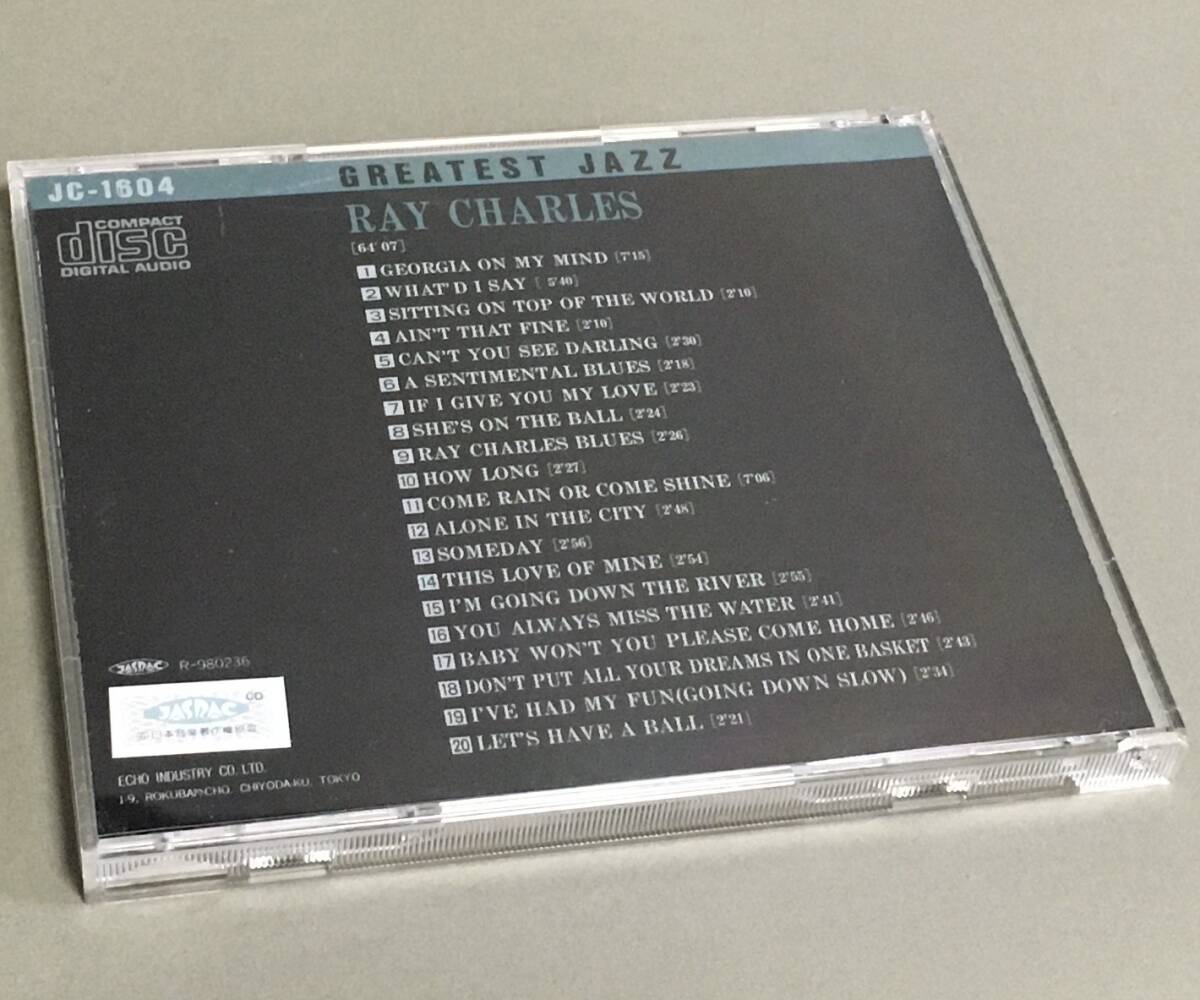 JC-1604
GREATEST JAZZ
COMPACT
disc
DIGITAL AUDIO
RAY CHARLES
[64'07]
1 GEORGIA ON MY MIND [7'15]
2 WHAT'D I SAY [5'40]
3 SITTING ON TOP OF THE WORLD [2'10]
4 AIN'T THAT FINE [2'10]
5 CAN'T YOU SEE DARLING [2'30]
6 A SENTIMENTAL BLUES [2'18]
7 IF I GIVE YOU MY LOVE [2'23]
8 SHE'S ON THE BALL [2'24]
9 RAY CHARLES BLUES [2'26]
10 HOW LONG [2'27]
11 COME RAIN OR COME SHINE [7'06]
12 ALONE IN THE CITY [2'48]
13 SOMEDAY [2'56]
14 THIS LOVE OF MINE [2'54]
15 I'M GOING DOWN THE RIVER [2'55]
16 YOU ALWAYS MISS THE WATER [2'41]
17 BABY WON'T YOU PLEASE COME HOME [2'46]
18 DON'T PUT ALL YOUR DREAMS IN ONE BASKET [2'43]
19 I'VE HAD MY FUN(GOING DOWN SLOW) [2'34]
20 LET'S HAVE A BALL [2'21]
JASRAC R-980236
CD
JASRAC
ECHO INDUSTRY CO. LTD.
1-9, ROKUBANCHO, CHIYODA-KU, TOKYO